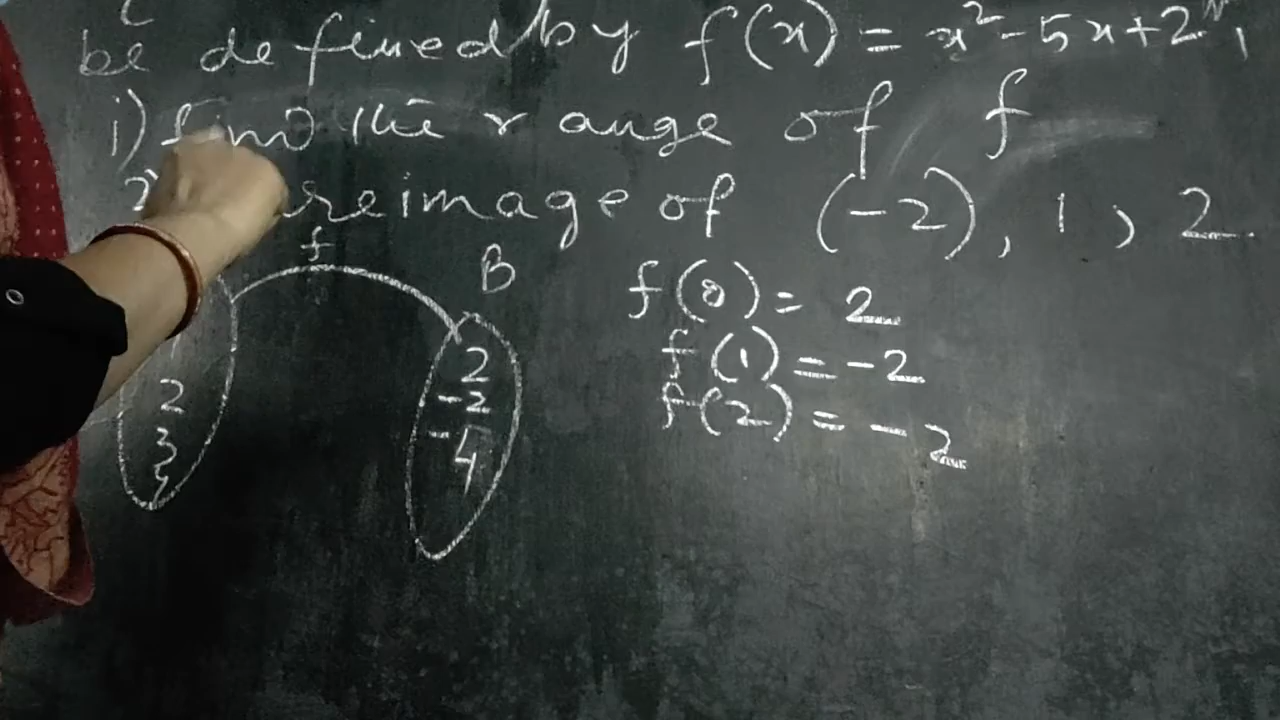 be defined by f(x) = x²-5x+2,
i) find the range of f
2) reimage of (-2), 1, 2
f
B
f(0) = 2
f(1) = -2
f(2) = -2
2
3
2
-2
-4